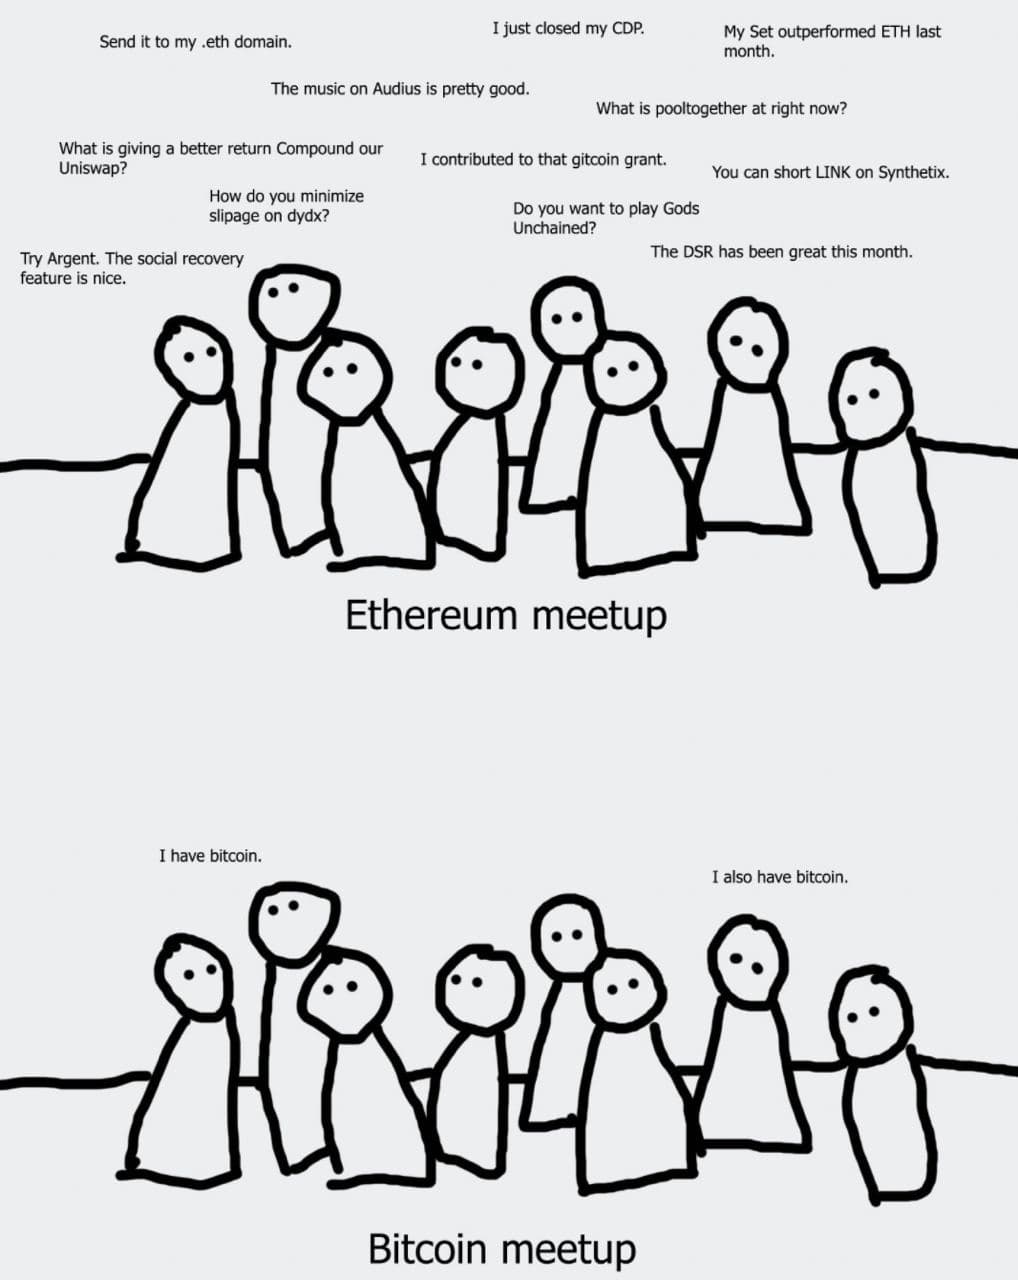 I just closed my CDP.
Send it to my .eth domain.
My Set outperformed ETH last
month.
The music on Audius is pretty good.
What is pooltogether at right now?
What is giving a better return Compound our
Uniswap?
I contributed to that gitcoin grant.
You can short LINK on Synthetix.
How do you minimize
slipage on dydx?
Do you want to play Gods
Unchained?
The DSR has been great this month.
Try Argent. The social recovery
feature is nice.
Ethereum meetup
I have bitcoin.
I also have bitcoin.
Bitcoin meetup